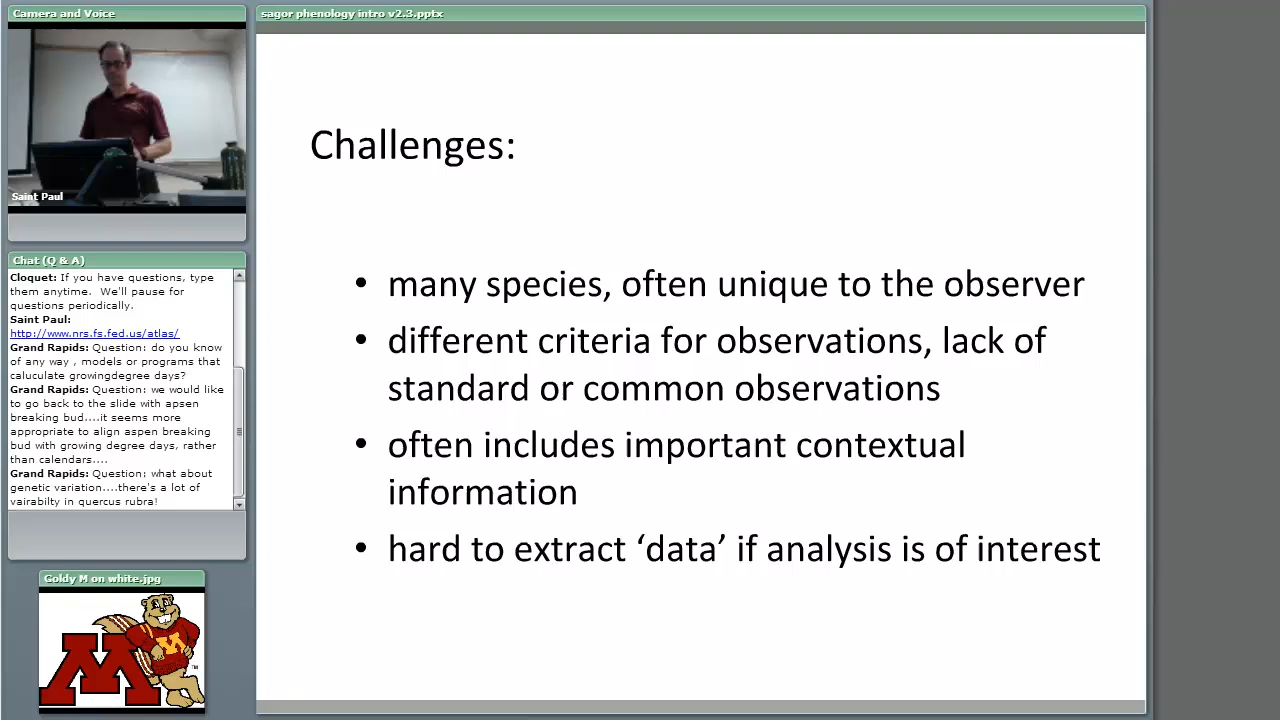 Camera and Voice
Saint Paul
Chat (Q & A)
Cloquet: If you have questions, type
them anytime. We'll pause for
questions periodically.
Saint Paul:
http://www.nrs.fs.fed.us/atlas/
Grand Rapids: Question: do you know
of any way , models or programs that
caluculate growingdegree days?
Grand Rapids: Question: we would like
to go back to the slide with apsen
breaking bud....it seems more
appropriate to align aspen breaking
bud with growing degree days, rather
than calendars....
Grand Rapids: Question: what about
genetic variation....there's a lot of
vairabilty in quercus rubra!
Goldy M on white.jpg
M
M
TM
sagor phenology intro v2.3.pptx
Challenges:
• many species, often unique to the observer
• different criteria for observations, lack of
standard or common observations
• often includes important contextual
information
• hard to extract ‘data’ if analysis is of interest